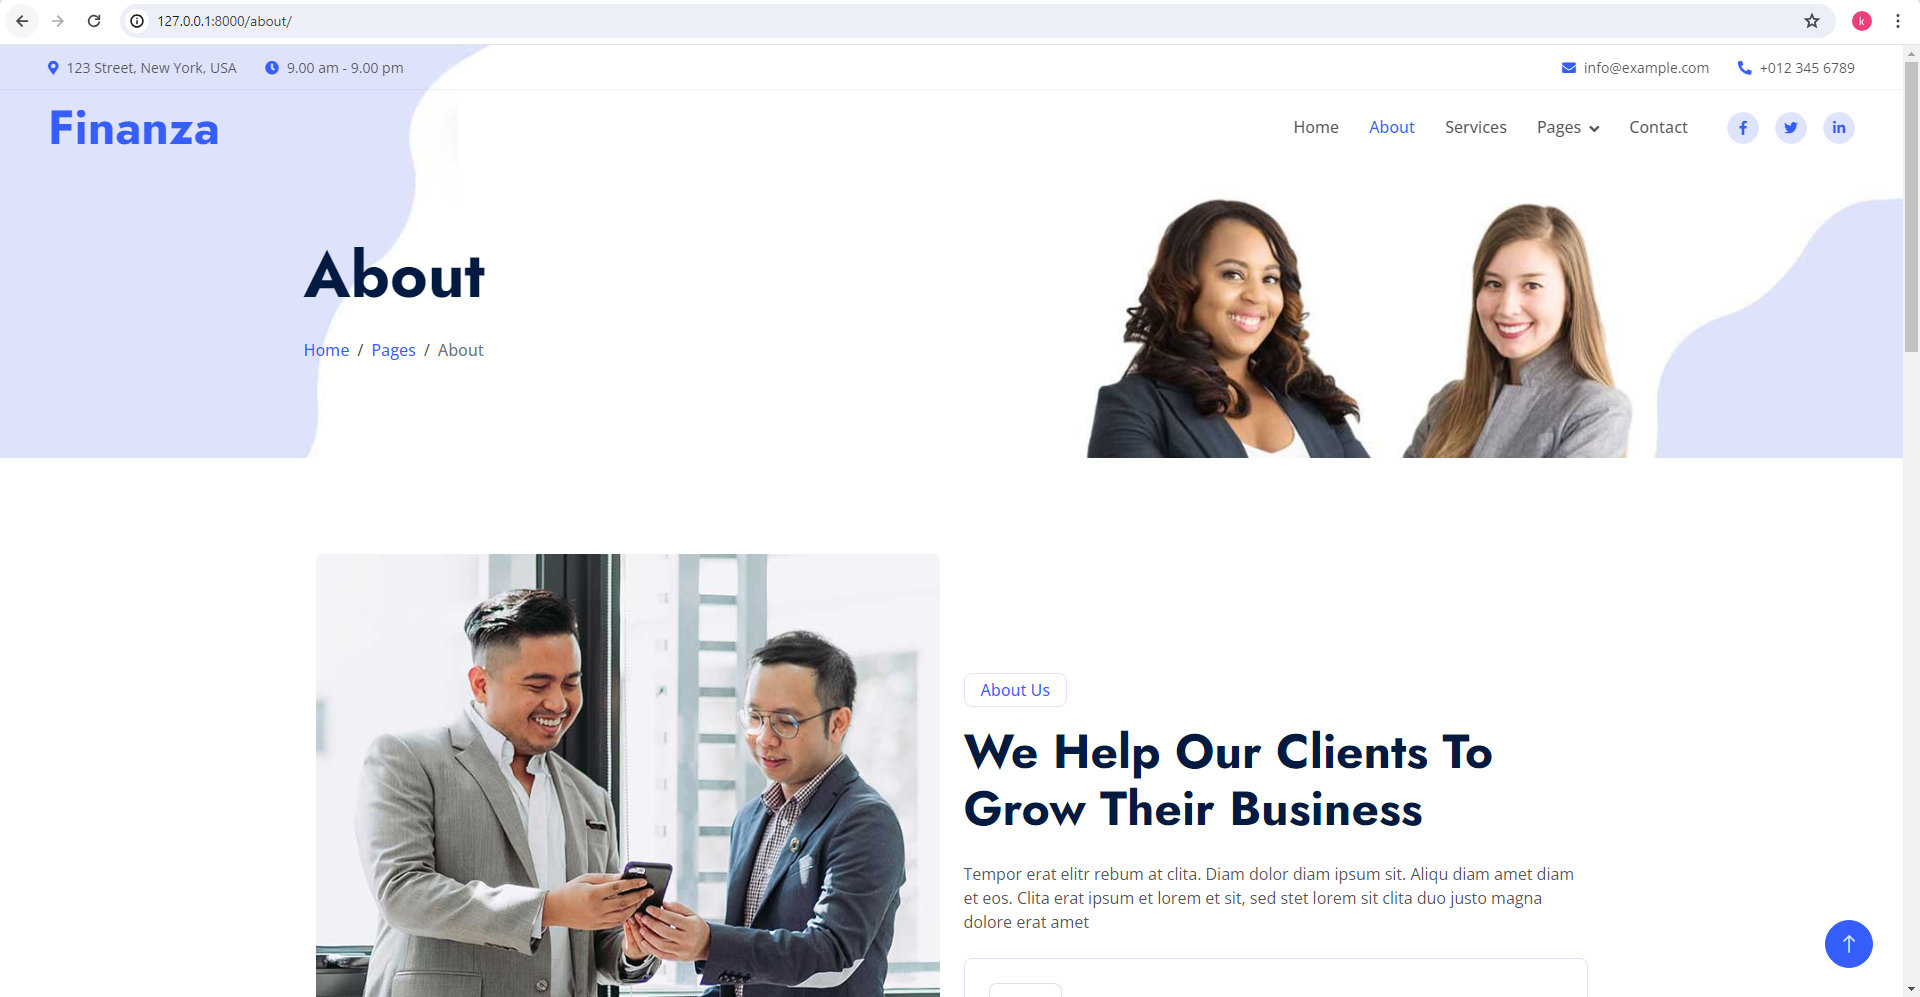 127.0.0.1:8000/about/
k
123 Street, New York, USA 9.00 am - 9.00 pm info@example.com +012 345 6789
Finanza Home About Services Pages Contact
About
Home / Pages / About
About Us
We Help Our Clients To
Grow Their Business
Tempor erat elitr rebum at clita. Diam dolor diam ipsum sit. Aliqu diam amet diam
et eos. Clita erat ipsum et lorem et sit, sed stet lorem sit clita duo justo magna
dolore erat amet